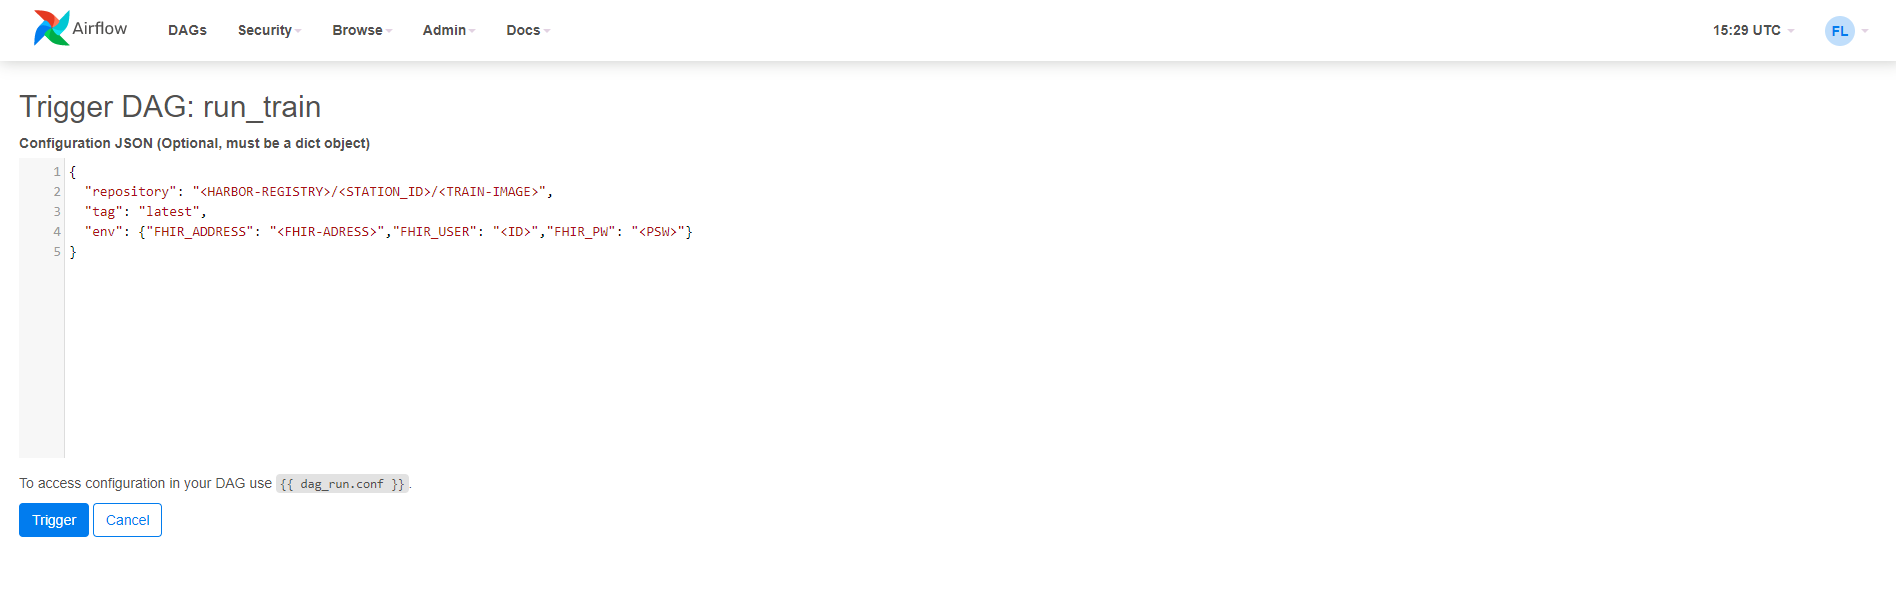 Airflow DAGs Security Browse Admin Docs 15:29 UTC FL
Trigger DAG: run_train
Configuration JSON (Optional, must be a dict object)
1 {
2 "repository": "<HARBOR-REGISTRY>/<STATION_ID>/<TRAIN-IMAGE>",
3 "tag": "latest",
4 "env": {"FHIR_ADDRESS": "<FHIR-ADRESS>","FHIR_USER": "<ID>","FHIR_PW": "<PSW>"}
5 }
To access configuration in your DAG use {{ dag_run.conf }}.
Trigger Cancel